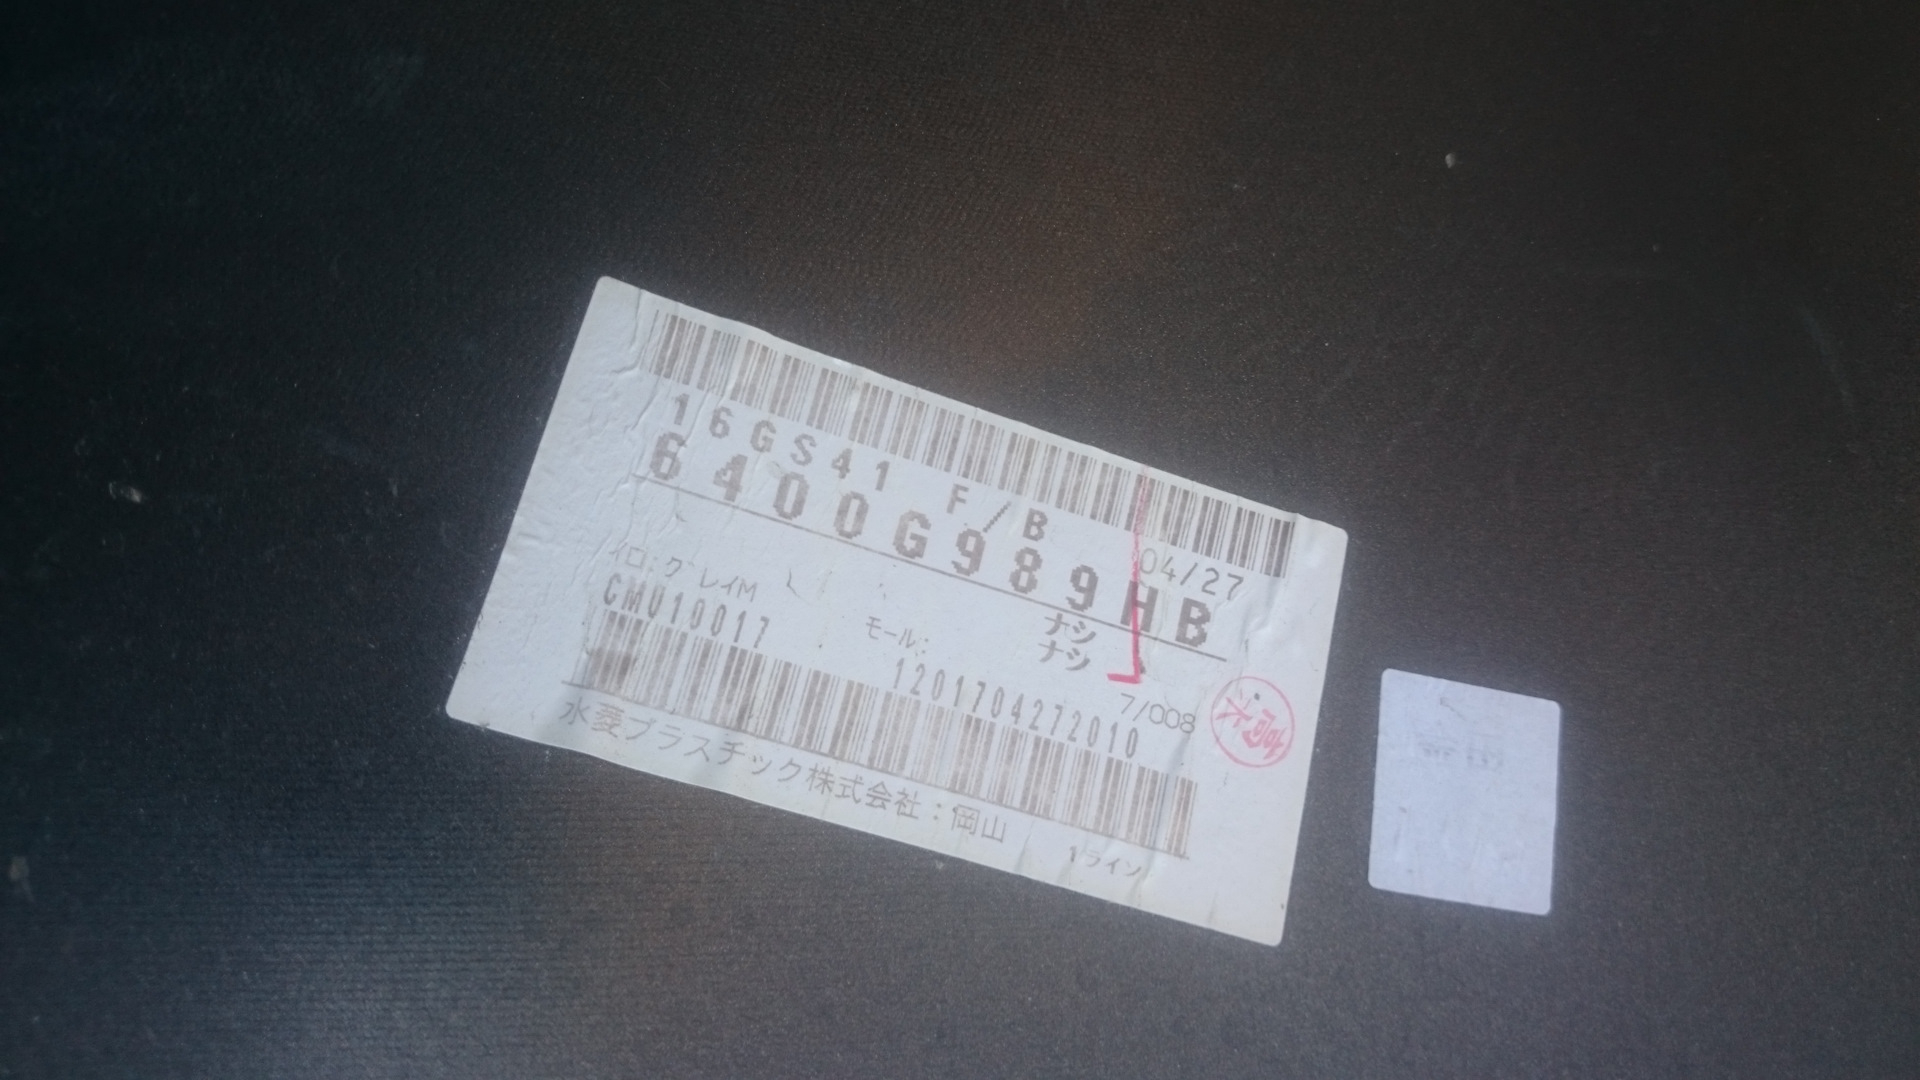 16GS41 F/B 04/27
6400G989HB
イロ:グレイM モール: ナシ
ナシ
CMU10017 1201704272010 7/008
水菱プラスチック株式会社：岡山
1ライン